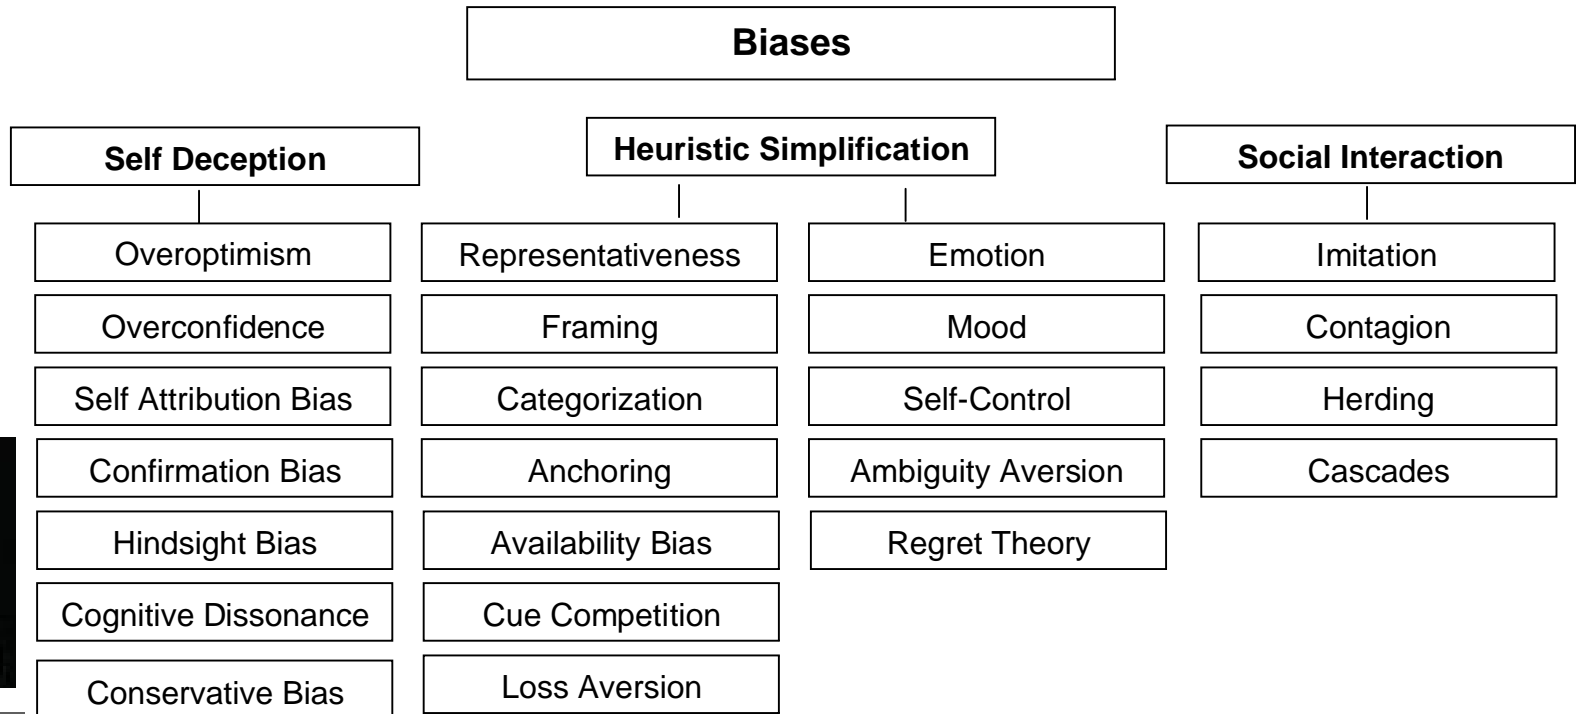 Biases
Self Deception
Heuristic Simplification
Social Interaction
Overoptimism
Representativeness
Emotion
Imitation
Overconfidence
Framing
Mood
Contagion
Self Attribution Bias
Categorization
Self-Control
Herding
Confirmation Bias
Anchoring
Ambiguity Aversion
Cascades
Hindsight Bias
Availability Bias
Regret Theory
Cognitive Dissonance
Cue Competition
Conservative Bias
Loss Aversion